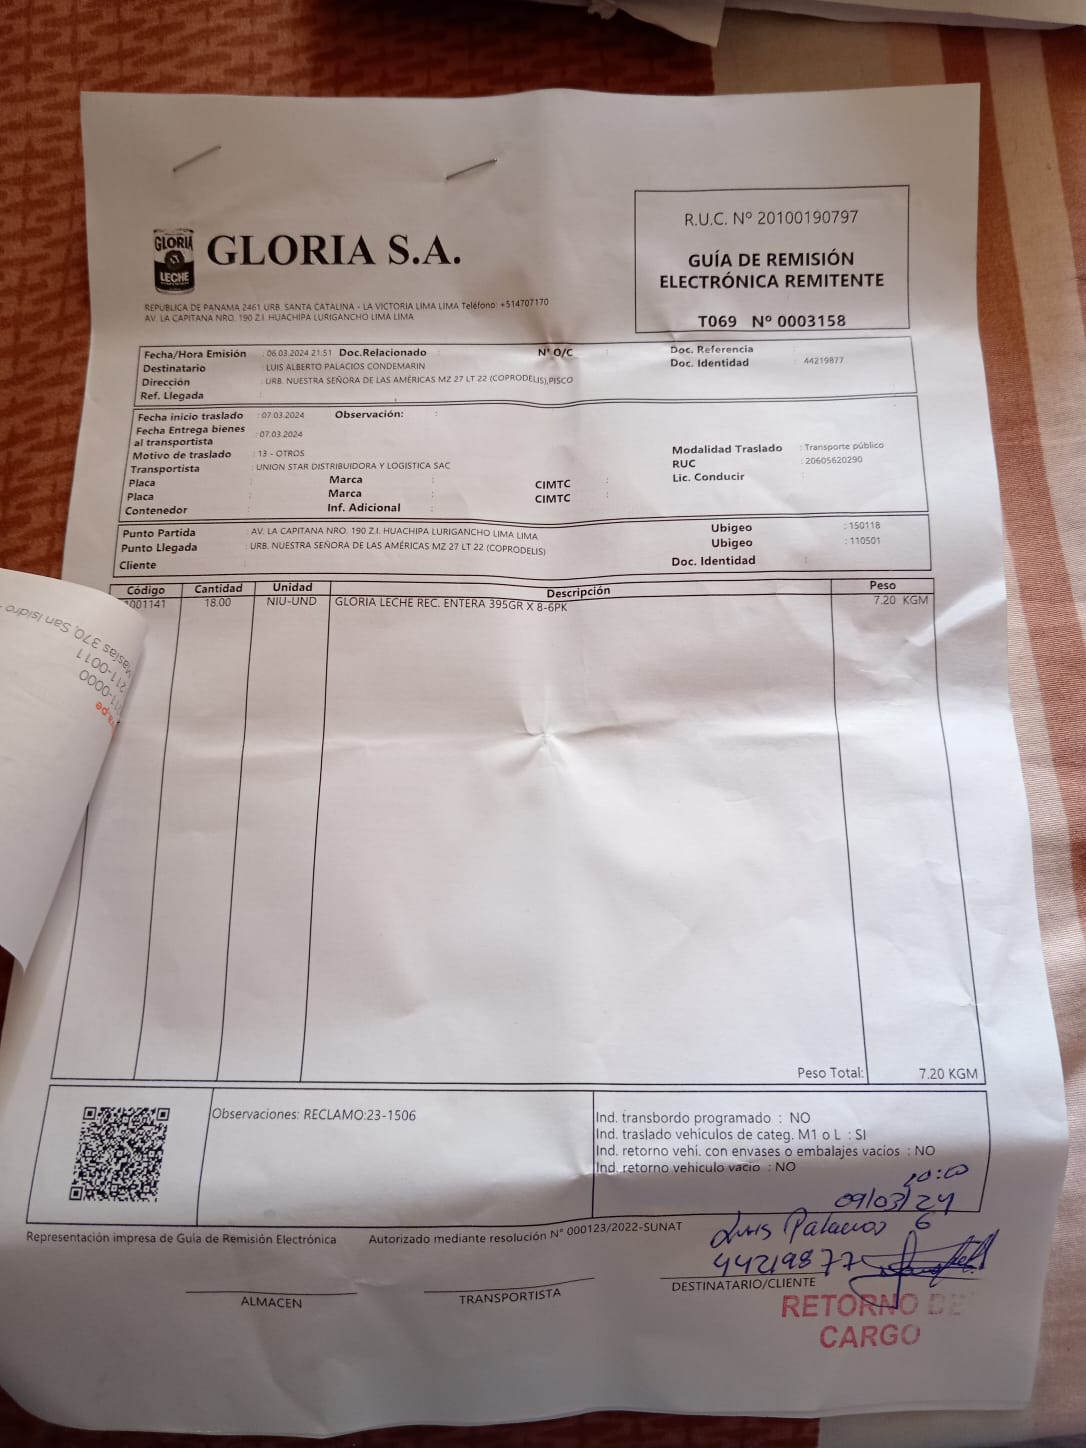 GLORIA
LECHE
GLORIA S.A.
REPUBLICA DE PANAMA 2461 URB. SANTA CATALINA - LA VICTORIA LIMA LIMA Teléfono: +514707170
AV. LA CAPITANA NRO. 190 Z.I. HUACHIPA LURIGANCHO LIMA LIMA
R.U.C. Nº 20100190797
GUÍA DE REMISIÓN
ELECTRÓNICA REMITENTE
T069 Nº 0003158
Fecha/Hora Emisión : 06.03.2024 21:51 Doc.Relacionado : N° O/C : Doc. Referencia :
Destinatario : LUIS ALBERTO PALACIOS CONDEMARIN Doc. Identidad : 44219877
Dirección : URB. NUESTRA SEÑORA DE LAS AMÉRICAS MZ 27 LT 22 (COPRODELIS),PISCO
Ref. Llegada :
Fecha inicio traslado : 07.03.2024 Observación: :
Fecha Entrega bienes
al transportista : 07.03.2024
Motivo de traslado : 13 - OTROS Modalidad Traslado : Transporte público
Transportista : UNION STAR DISTRIBUIDORA Y LOGISTICA SAC RUC : 20605620290
Placa : Marca : CIMTC : Lic. Conducir :
Placa : Marca : CIMTC :
Contenedor : Inf. Adicional :
Punto Partida : AV. LA CAPITANA NRO. 190 Z.I. HUACHIPA LURIGANCHO LIMA LIMA Ubigeo : 150118
Punto Llegada : URB. NUESTRA SEÑORA DE LAS AMÉRICAS MZ 27 LT 22 (COPRODELIS) Ubigeo : 110501
Cliente : Doc. Identidad :
Código Cantidad Unidad Descripción Peso
001141 18.00 NIU-UND GLORIA LECHE REC. ENTERA 395GR X 8-6PK 7.20 KGM
Masías 370, San Isidro
211-0011
01-0000
.pe
Peso Total: 7.20 KGM
Observaciones: RECLAMO:23-1506
Ind. transbordo programado : NO
Ind. traslado vehículos de categ. M1 o L : SI
Ind. retorno vehí. con envases o embalajes vacios : NO
Ind. retorno vehiculo vacio : NO
10:00
09/03/24
Luis Palacios G
44219877
Representación impresa de Guía de Remisión Electrónica Autorizado mediante resolución N° 000123/2022-SUNAT
ALMACEN TRANSPORTISTA DESTINATARIO/CLIENTE
RETORNO DE
CARGO